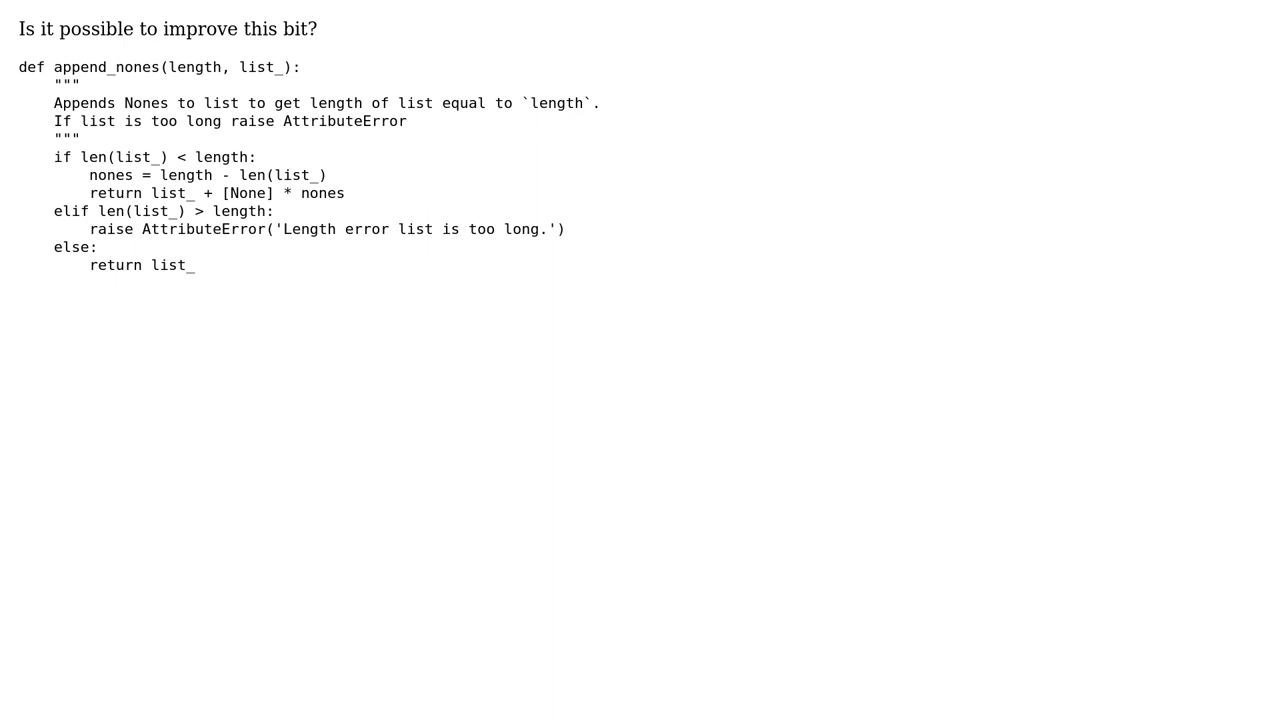 Is it possible to improve this bit?
def append_nones(length, list_):
    """
    Appends Nones to list to get length of list equal to `length`.
    If list is too long raise AttributeError
    """
    if len(list_) < length:
        nones = length - len(list_)
        return list_ + [None] * nones
    elif len(list_) > length:
        raise AttributeError('Length error list is too long.')
    else:
        return list_